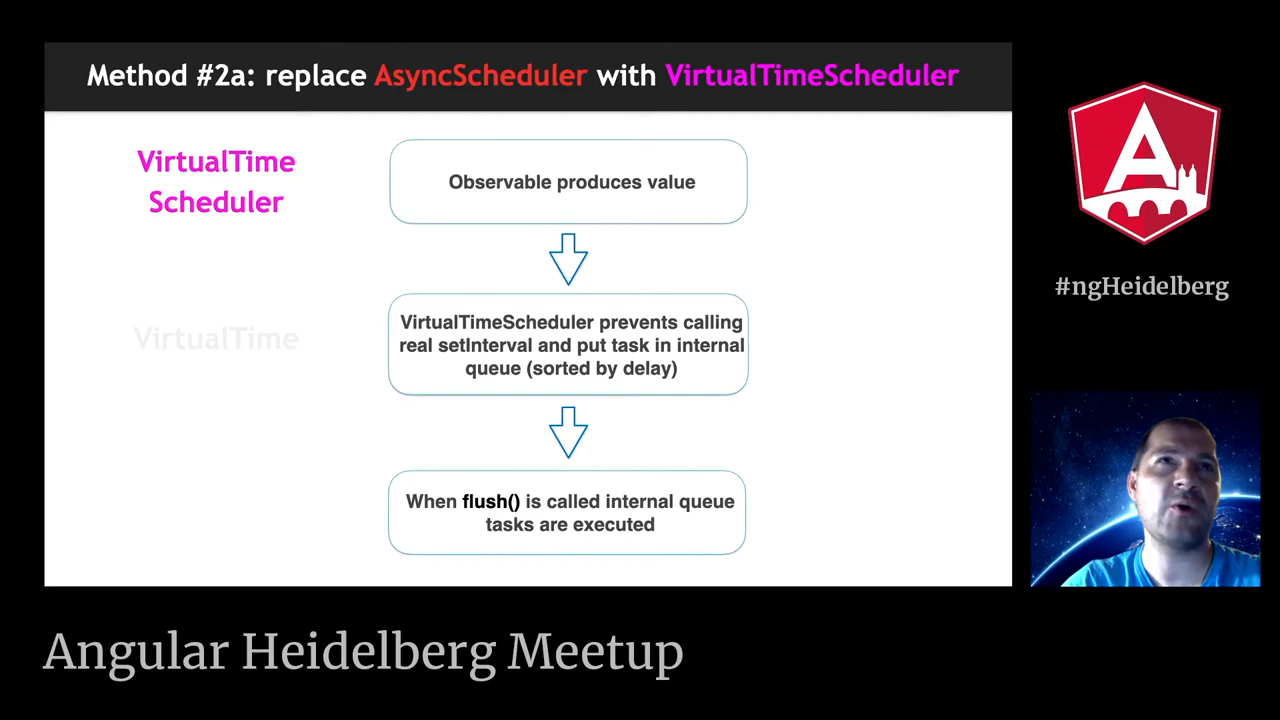 Method #2a: replace AsyncScheduler with VirtualTimeScheduler
VirtualTime
Scheduler
Observable produces value
VirtualTimeScheduler prevents calling
real setInterval and put task in internal
queue (sorted by delay)
VirtualTime
When flush() is called internal queue
tasks are executed
A
#ngHeidelberg
Angular Heidelberg Meetup